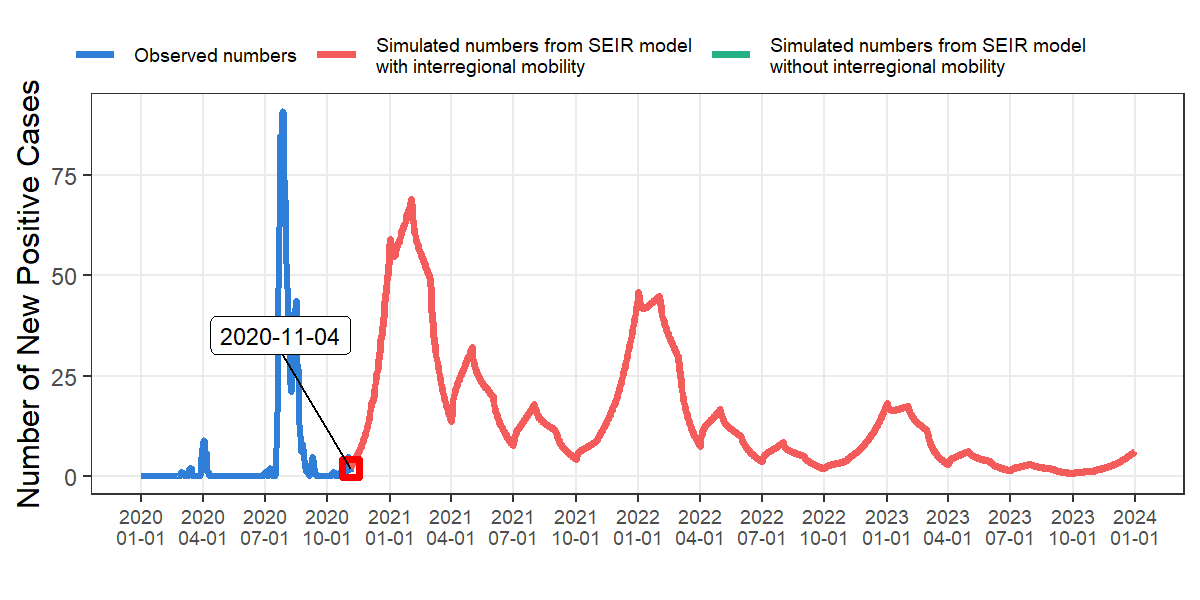 Observed numbers
Simulated numbers from SEIR model
with interregional mobility
Simulated numbers from SEIR model
without interregional mobility
Number of New Positive Cases
75
50
25
0
2020-11-04
2020 2020 2020 2020 2021 2021 2021 2021 2022 2022 2022 2022 2023 2023 2023 2023 2024
01-01 04-01 07-01 10-01 01-01 04-01 07-01 10-01 01-01 04-01 07-01 10-01 01-01 04-01 07-01 10-01 01-01